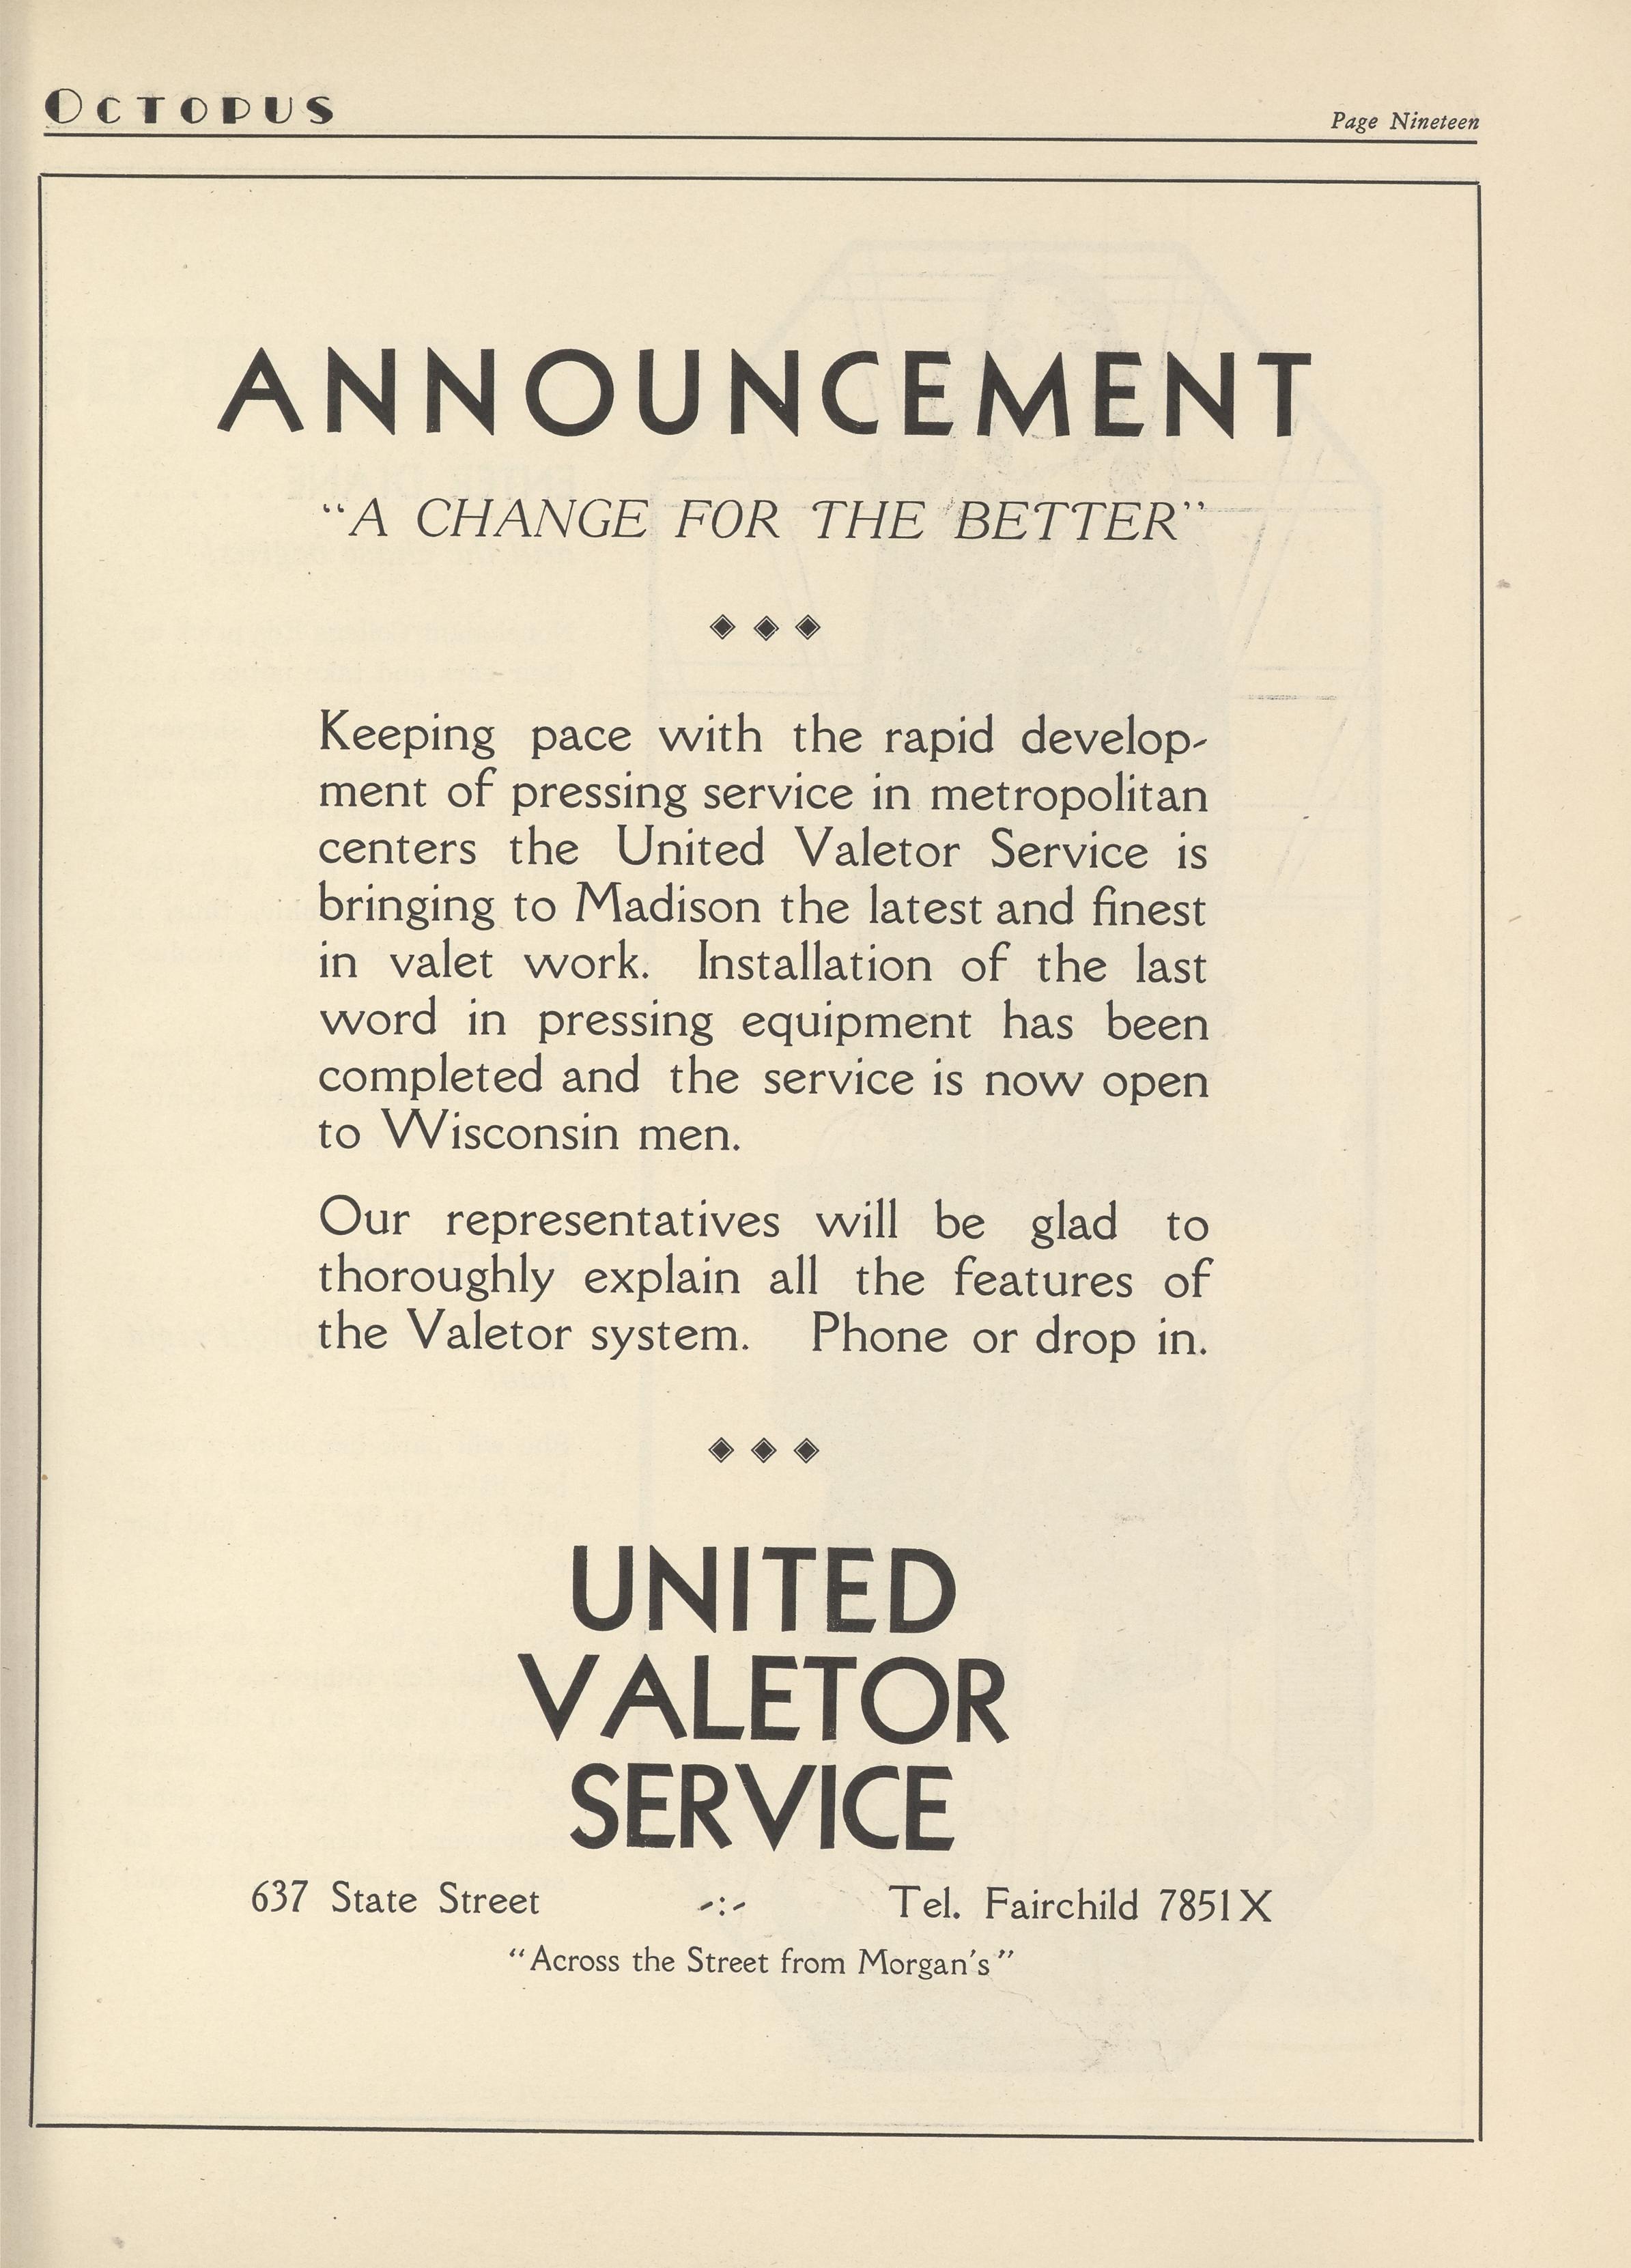 OCTOPUS
Page Nineteen
ANNOUNCEMENT
“A CHANGE FOR THE BETTER”
Keeping pace with the rapid develop-
ment of pressing service in metropolitan
centers the United Valetor Service is
bringing to Madison the latest and finest
in valet work. Installation of the last
word in pressing equipment has been
completed and the service is now open
to Wisconsin men.
Our representatives will be glad to
thoroughly explain all the features of
the Valetor system. Phone or drop in.
UNITED
VALETOR
SERVICE
637 State Street -:- Tel. Fairchild 7851X
“Across the Street from Morgan’s”